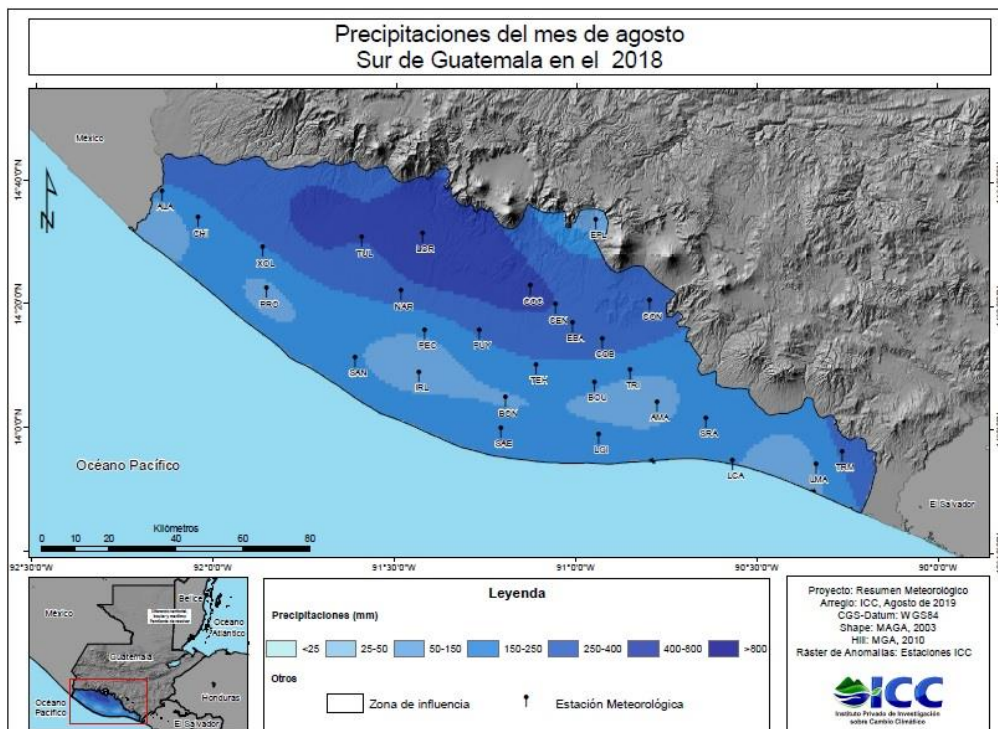 Precipitaciones del mes de agosto
Sur de Guatemala en el 2018
México
14°40'0"N
14°20'0"N
14°0'0"N
ALA
CHI
XOL
TUL
LOR
EPL
PRO
NAR
COC
CEN
EBA
CON
COB
PEC
PUY
SAN
IRL
TEH
BOU
TRI
BON
AMA
SAE
LGI
SRA
LCA
LMA
TRM
Océano Pacífico
El Salvador
Kilómetros
0 20 40 60 80
92°30'0"W 92°0'0"W 91°30'0"W 91°0'0"W 90°30'0"W 90°0'0"W
México
Belice
Océano
Atlántico
Guatemala
Honduras
Océano
Pacífico
El Salvador
Leyenda
Precipitaciones (mm)
<25 25-50 50-150 150-250 250-400 400-800 >800
Otros
Zona de influencia Estación Meteorológica
Proyecto: Resumen Meteorológico
Arreglo: ICC, Agosto de 2019
CGS-Datum: WGS84
Shape: MAGA, 2003
Hill: MGA, 2010
Ráster de Anomalías: Estaciones ICC
ICC
Instituto Privado de Investigación
sobre Cambio Climático